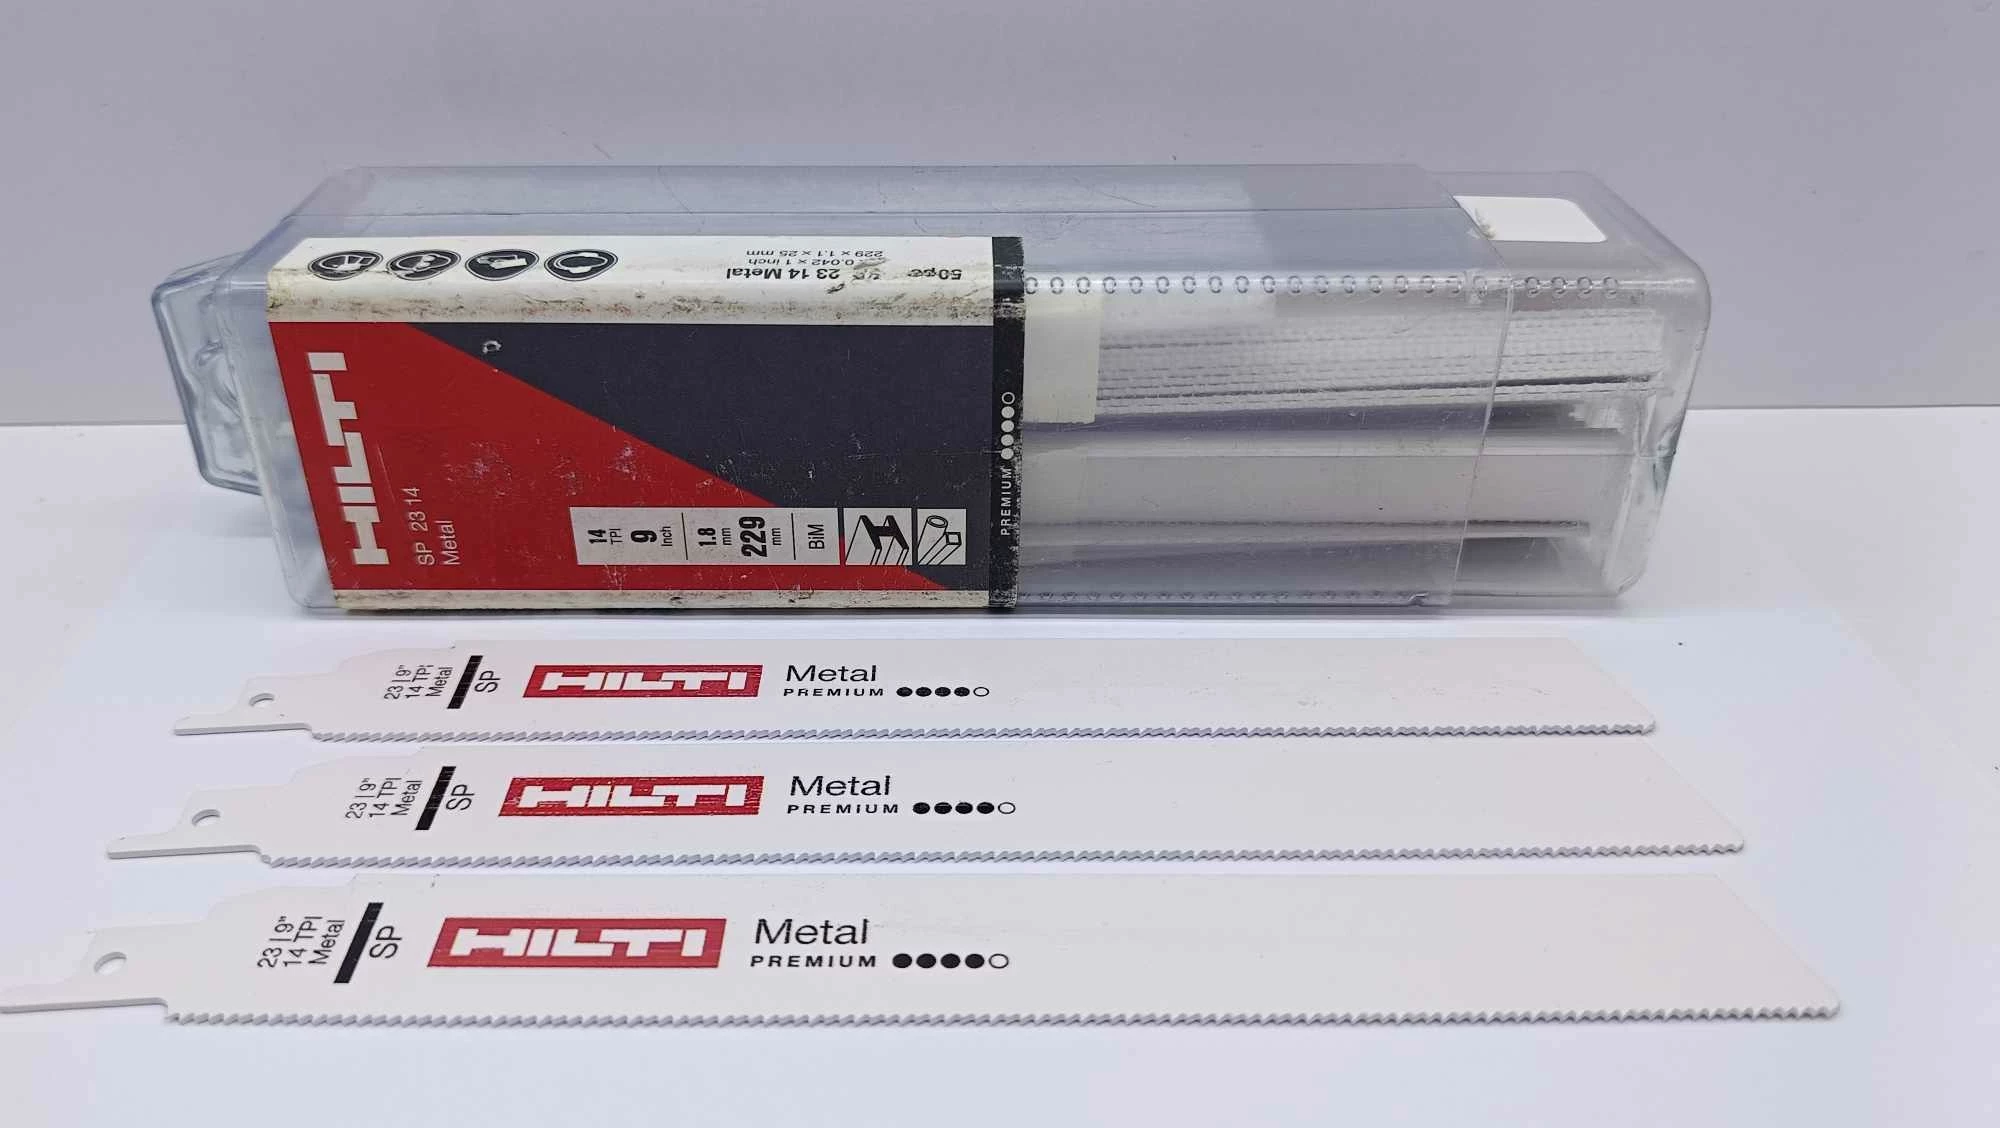 50pc
23 14 Metal
0.042 x 1 inch
229 x 1.1 x 25 mm
HILTI
SP 23 14
Metal
14
TPI
9
Inch
1.8
mm
229
mm
BiM
PREMIUM
23 | 9"
14 TPI
Metal
SP
HILTI
Metal
PREMIUM
23 | 9"
14 TPI
Metal
SP
HILTI
Metal
PREMIUM
23 | 9"
14 TPI
Metal
SP
HILTI
Metal
PREMIUM